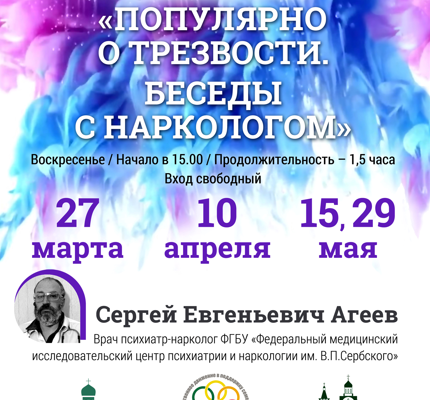 «ПОПУЛЯРНО
О ТРЕЗВОСТИ.
БЕСЕДЫ
С НАРКОЛОГОМ»
Воскресенье / Начало в 15.00 / Продолжительность – 1,5 часа
Вход свободный
27 10 15, 29
марта апреля мая
Сергей Евгеньевич Агеев
Врач психиатр-нарколог ФГБУ «Федеральный медицинский
исследовательский центр психиатрии и наркологии им. В.П.Сербского»